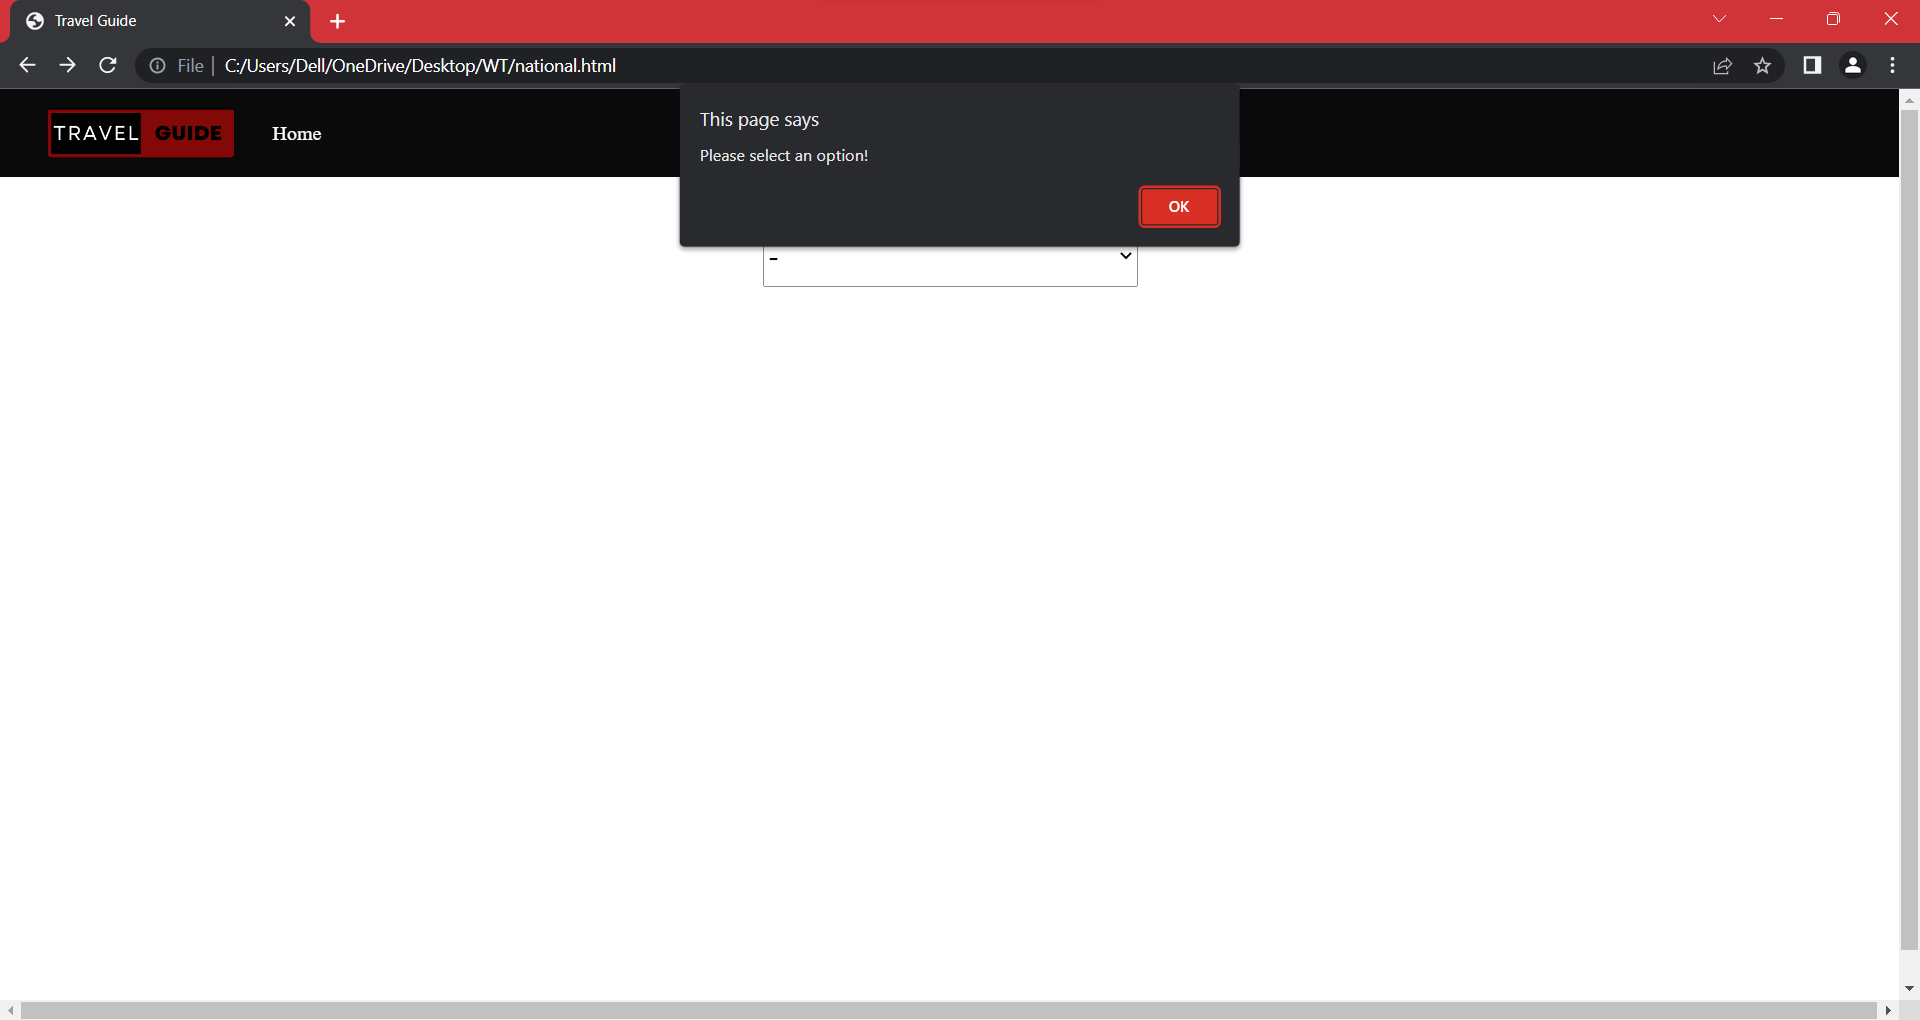 Travel Guide
File | C:/Users/Dell/OneDrive/Desktop/WT/national.html
TRAVEL GUIDE
Home
This page says
Please select an option!
OK
–